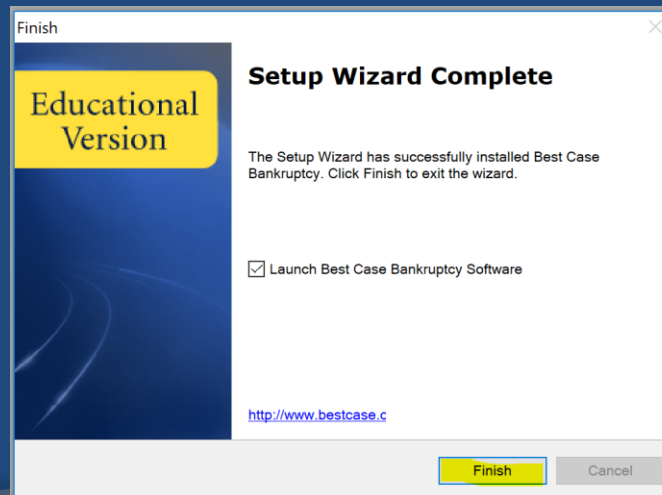 Finish
Educational
Version
Setup Wizard Complete
The Setup Wizard has successfully installed Best Case
Bankruptcy. Click Finish to exit the wizard.
Launch Best Case Bankruptcy Software
http://www.bestcase.c
Finish
Cancel